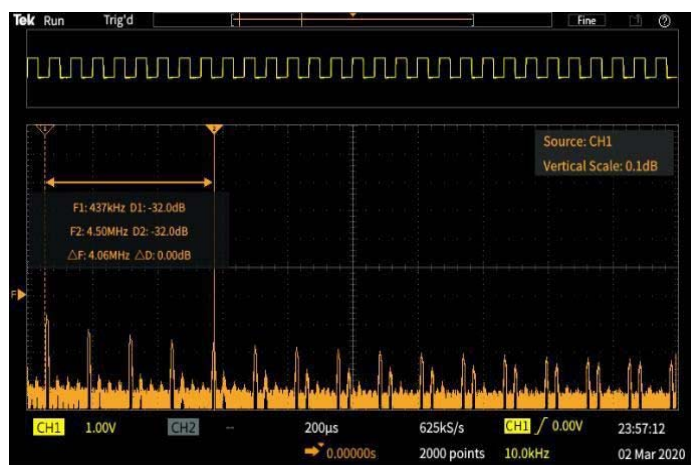 Tek Run Trig'd Fine
Source: CH1
Vertical Scale: 0.1dB
F1: 437kHz D1: -32.0dB
F2: 4.50MHz D2: -32.0dB
△F: 4.06MHz △D: 0.00dB
F
CH1 1.00V CH2 -- 200µs 625kS/s CH1 / 0.00V 23:57:12
0.00000s 2000 points 10.0kHz 02 Mar 2020